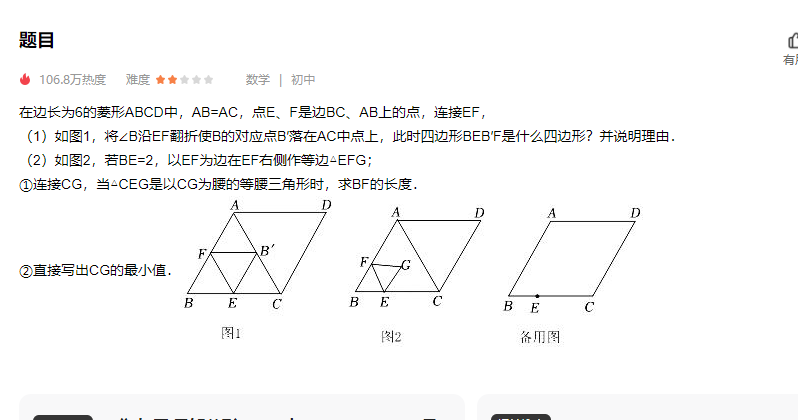 题目
106.8万热度 难度 数学 | 初中
在边长为6的菱形ABCD中，AB=AC，点E、F是边BC、AB上的点，连接EF，
（1）如图1，将∠B沿EF翻折使B的对应点B′落在AC中点上，此时四边形BEB′F是什么四边形？并说明理由．
（2）如图2，若BE=2，以EF为边在EF右侧作等边△EFG；
①连接CG，当△CEG是以CG为腰的等腰三角形时，求BF的长度．
②直接写出CG的最小值．
A D
F B′
B E C
图1
A D
F G
B E C
图2
A D
B E C
备用图